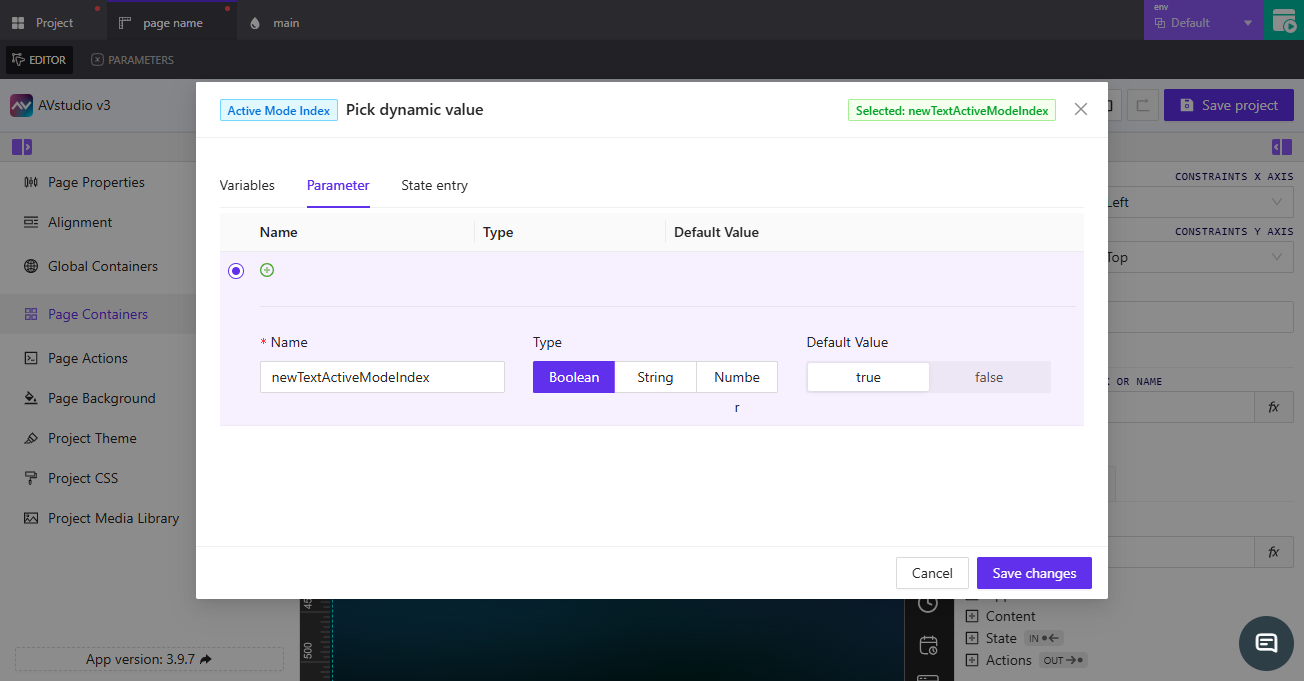 Project
page name
main
env
Default
EDITOR
PARAMETERS
AVstudio v3
Save project
Active Mode Index
Pick dynamic value
Selected: newTextActiveModeIndex
Page Properties
Alignment
Global Containers
Page Containers
Page Actions
Page Background
Project Theme
Project CSS
Project Media Library
App version: 3.9.7
Variables
Parameter
State entry
Name
Type
Default Value
* Name
Type
Default Value
newTextActiveModeIndex
Boolean
String
Numbe
r
true
false
Cancel
Save changes
CONSTRAINTS X AXIS
Left
CONSTRAINTS Y AXIS
Top
OR NAME
fx
fx
Content
State
IN
Actions
OUT
500